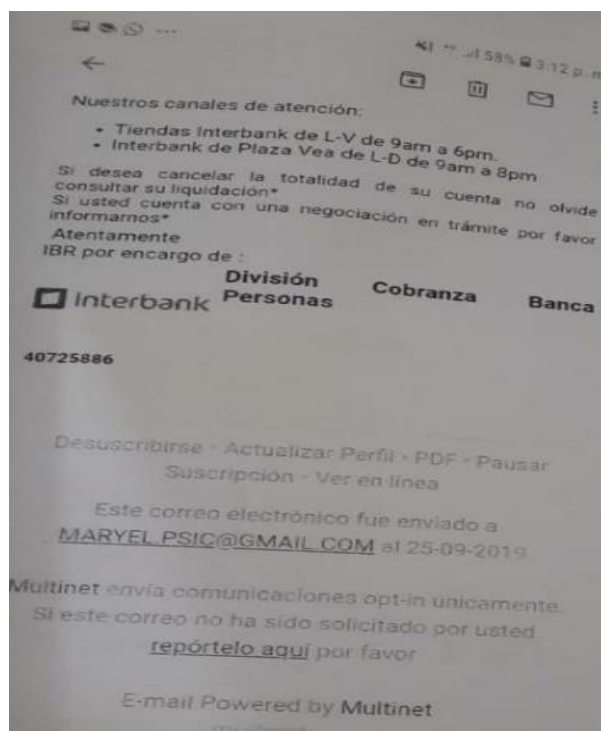 58% 3:12 p. m
Nuestros canales de atención:
• Tiendas Interbank de L-V de 9am a 6pm.
• Interbank de Plaza Vea de L-D de 9am a 8pm
Si desea cancelar la totalidad de su cuenta no olvide
consultar su liquidación*
Si usted cuenta con una negociación en trámite por favor
informarnos*
Atentamente
IBR por encargo de :
Interbank División Personas Cobranza Banca
40725886
Desuscribirse - Actualizar Perfil - PDF - Pausar
Suscripción - Ver en línea
Este correo electrónico fue enviado a
MARYEL.PSIC@GMAIL.COM el 25-09-2019
Multinet envía comunicaciones opt-in únicamente.
Si este correo no ha sido solicitado por usted
repórtelo aquí por favor
E-mail Powered by Multinet